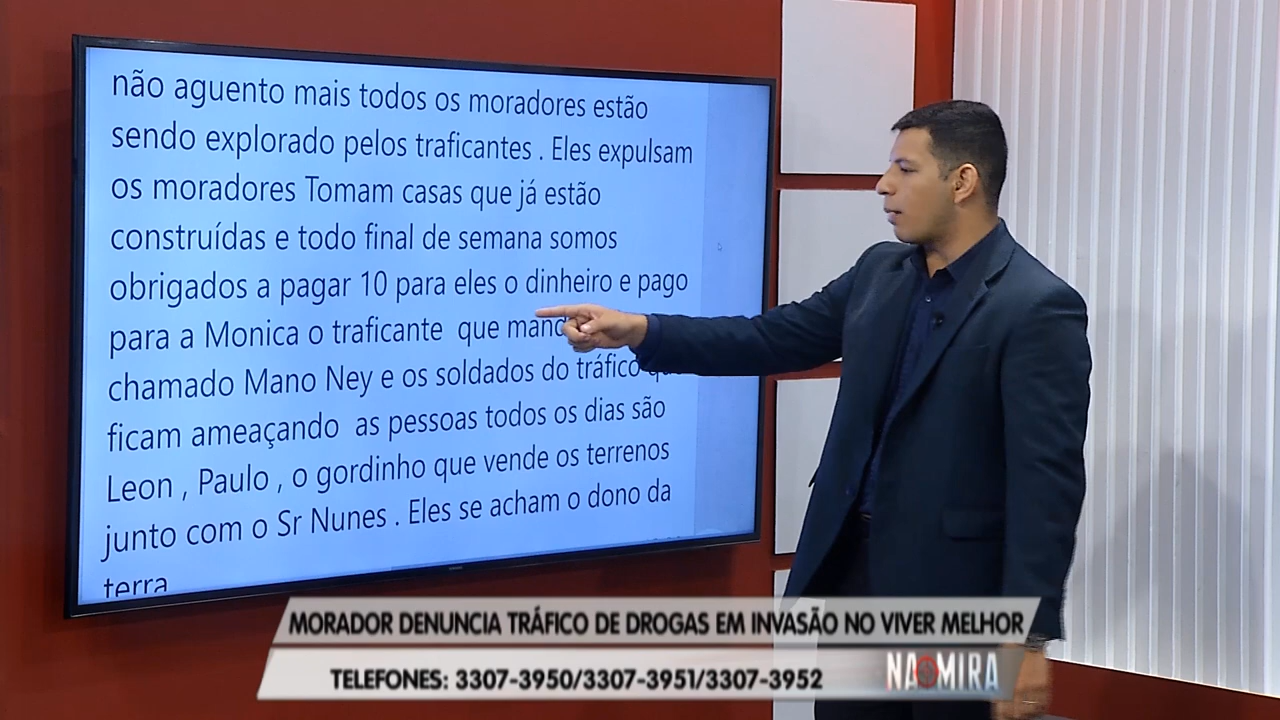 não aguento mais todos os moradores estão
sendo explorado pelos traficantes . Eles expulsam
os moradores Tomam casas que já estão
construídas e todo final de semana somos
obrigados a pagar 10 para eles o dinheiro e pago
para a Monica o traficante que mand
chamado Mano Ney e os soldados do tráfico
ficam ameaçando as pessoas todos os dias são
Leon , Paulo , o gordinho que vende os terrenos
junto com o Sr Nunes . Eles se acham o dono da
terra
MORADOR DENUNCIA TRÁFICO DE DROGAS EM INVASÃO NO VIVER MELHOR
TELEFONES: 3307-3950/3307-3951/3307-3952
NA MIRA